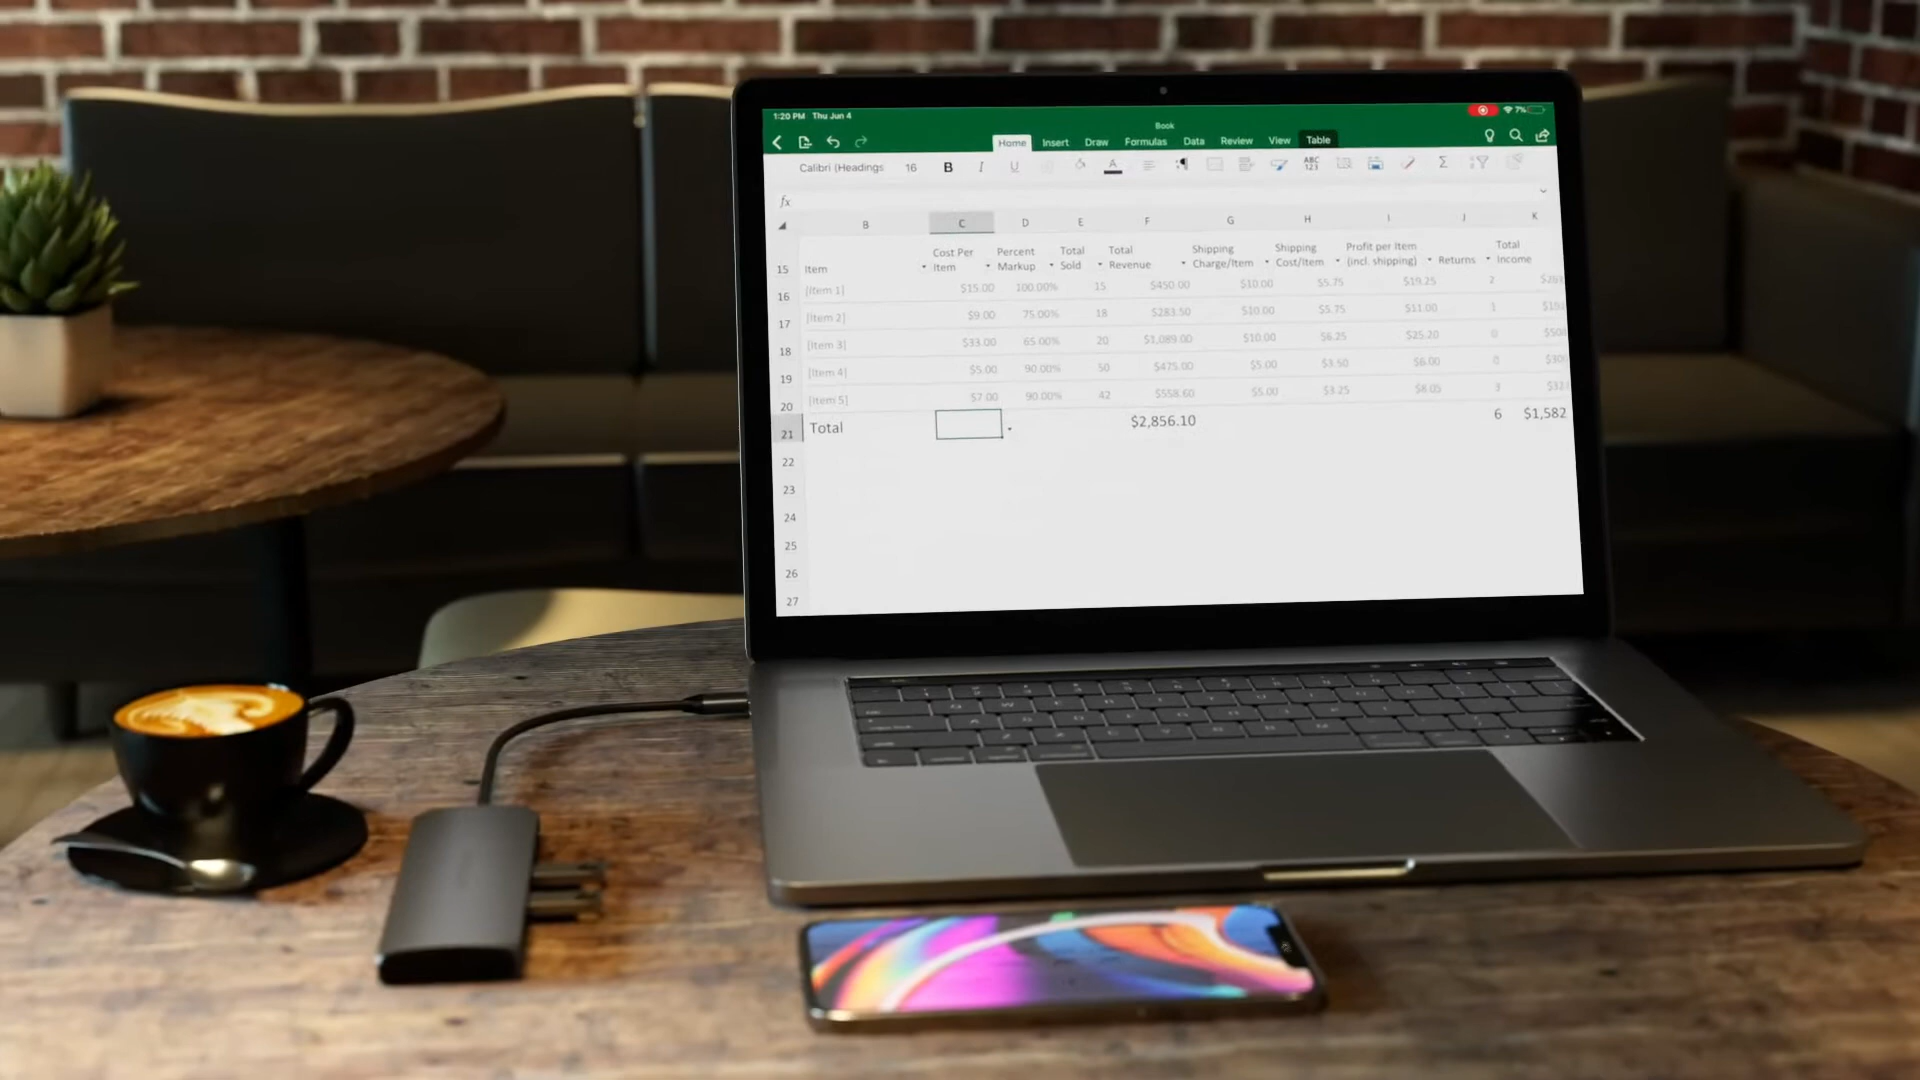 1:20 PM Thu Jun 4
7%
Book
Home Insert Draw Formulas Data Review View Table
Calibri (Headings 16 B I U A ABC 123 Σ
fx
B C D E F G H I J K
15 Item Cost Per Item Percent Markup Total Sold Total Revenue Shipping Charge/Item Shipping Cost/Item Profit per Item (incl. shipping) Returns Total Income
16 [Item 1] $15.00 100.00% 15 $450.00 $10.00 $5.75 $19.25 2
17 [Item 2] $9.00 75.00% 18 $283.50 $10.00 $5.75 $11.00 1
18 [Item 3] $33.00 65.00% 20 $1,089.00 $10.00 $6.25 $25.20 0
19 [Item 4] $5.00 90.00% 50 $475.00 $5.00 $3.50 $6.00 0
20 [Item 5] $7.00 90.00% 42 $558.60 $5.00 $3.25 $8.05 3
21 Total $2,856.10 6 $1,582
22
23
24
25
26
27